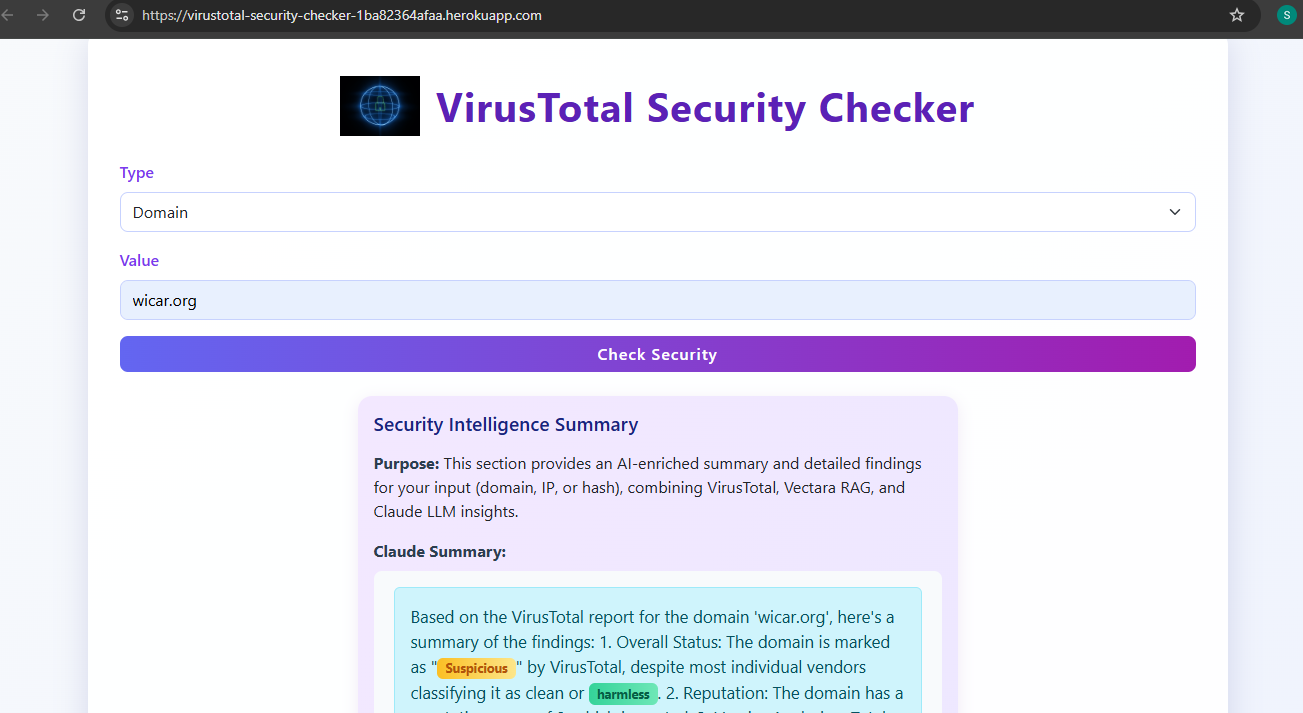 https://virustotal-security-checker-1ba82364afaa.herokuapp.com
S
VirusTotal Security Checker
Type
Domain
Value
wicar.org
Check Security
Security Intelligence Summary
Purpose: This section provides an AI-enriched summary and detailed findings
for your input (domain, IP, or hash), combining VirusTotal, Vectara RAG, and
Claude LLM insights.
Claude Summary:
Based on the VirusTotal report for the domain 'wicar.org', here's a
summary of the findings: 1. Overall Status: The domain is marked
as "Suspicious" by VirusTotal, despite most individual vendors
classifying it as clean or harmless. 2. Reputation: The domain has a